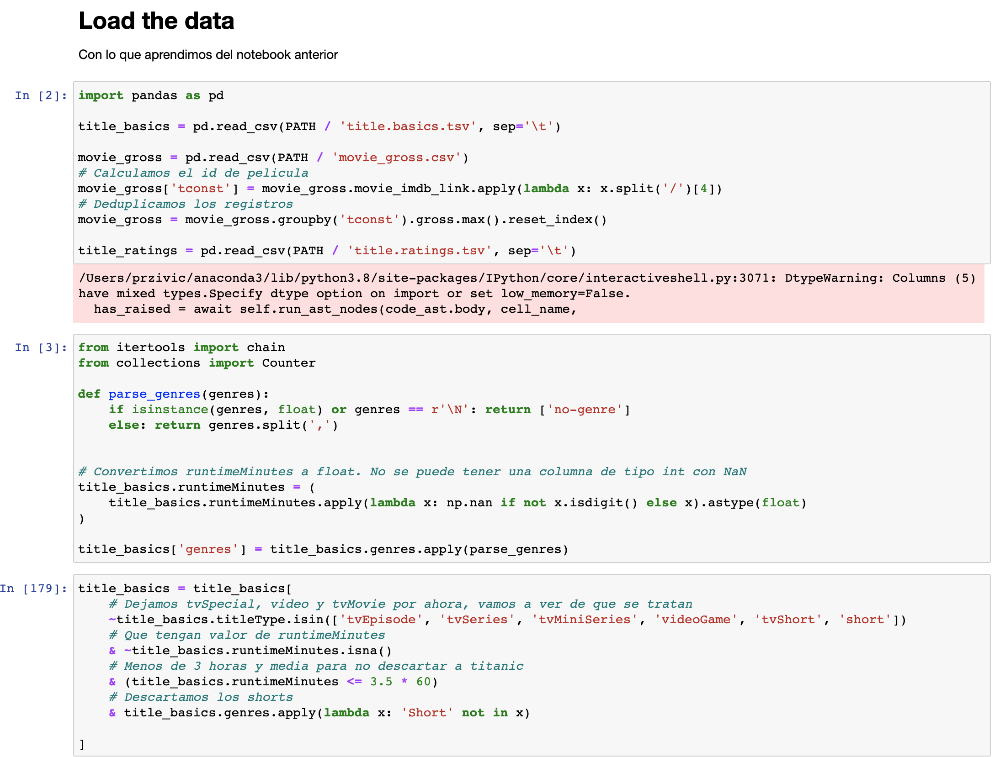 Load the data
Con lo que aprendimos del notebook anterior
In [2]:
import pandas as pd
title_basics = pd.read_csv(PATH / 'title.basics.tsv', sep='\t')
movie_gross = pd.read_csv(PATH / 'movie_gross.csv')
# Calculamos el id de pelicula
movie_gross['tconst'] = movie_gross.movie_imdb_link.apply(lambda x: x.split('/')[4])
# Deduplicamos los registros
movie_gross = movie_gross.groupby('tconst').gross.max().reset_index()
title_ratings = pd.read_csv(PATH / 'title.ratings.tsv', sep='\t')
/Users/przivic/anaconda3/lib/python3.8/site-packages/IPython/core/interactiveshell.py:3071: DtypeWarning: Columns (5)
have mixed types.Specify dtype option on import or set low_memory=False.
  has_raised = await self.run_ast_nodes(code_ast.body, cell_name,
In [3]:
from itertools import chain
from collections import Counter
def parse_genres(genres):
    if isinstance(genres, float) or genres == r'\N': return ['no-genre']
    else: return genres.split(',')
# Convertimos runtimeMinutes a float. No se puede tener una columna de tipo int con NaN
title_basics.runtimeMinutes = (
    title_basics.runtimeMinutes.apply(lambda x: np.nan if not x.isdigit() else x).astype(float)
)
title_basics['genres'] = title_basics.genres.apply(parse_genres)
In [179]:
title_basics = title_basics[
    # Dejamos tvSpecial, video y tvMovie por ahora, vamos a ver de que se tratan
    ~title_basics.titleType.isin(['tvEpisode', 'tvSeries', 'tvMiniSeries', 'videoGame', 'tvShort', 'short'])
    # Que tengan valor de runtimeMinutes
    & ~title_basics.runtimeMinutes.isna()
    # Menos de 3 horas y media para no descartar a titanic
    & (title_basics.runtimeMinutes <= 3.5 * 60)
    # Descartamos los shorts
    & title_basics.genres.apply(lambda x: 'Short' not in x)
]